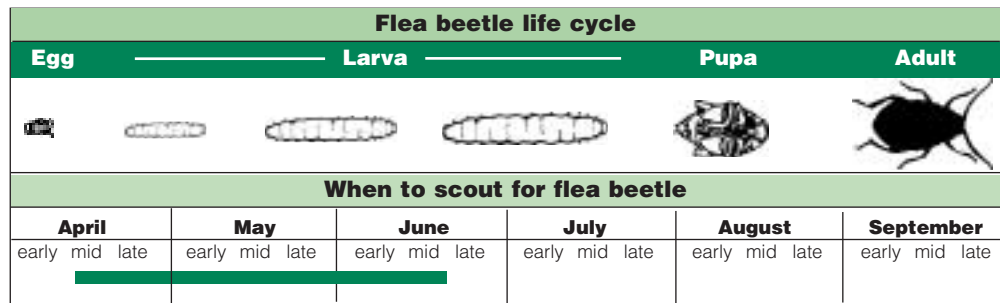 Flea beetle life cycle
Egg Larva Pupa Adult
When to scout for flea beetle
April May June July August September
early mid late early mid late early mid late early mid late early mid late early mid late